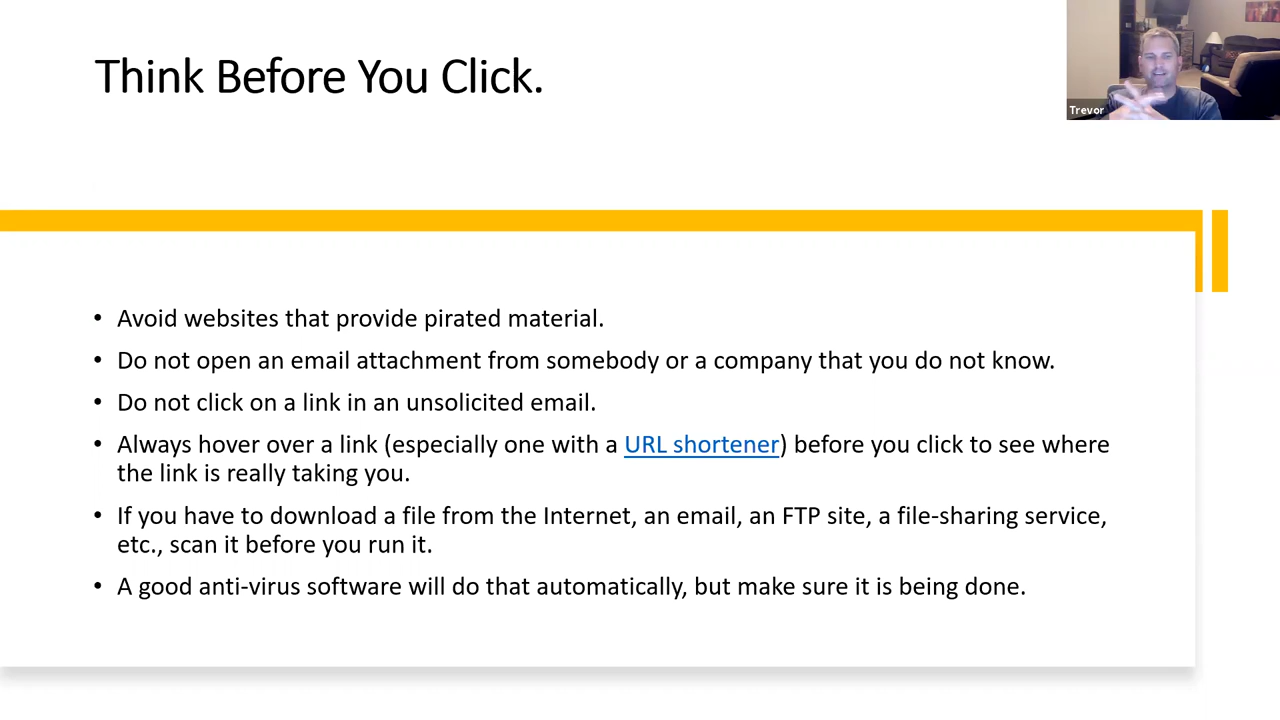 Think Before You Click.
Trevor
• Avoid websites that provide pirated material.
• Do not open an email attachment from somebody or a company that you do not know.
• Do not click on a link in an unsolicited email.
• Always hover over a link (especially one with a URL shortener) before you click to see where
the link is really taking you.
• If you have to download a file from the Internet, an email, an FTP site, a file-sharing service,
etc., scan it before you run it.
• A good anti-virus software will do that automatically, but make sure it is being done.